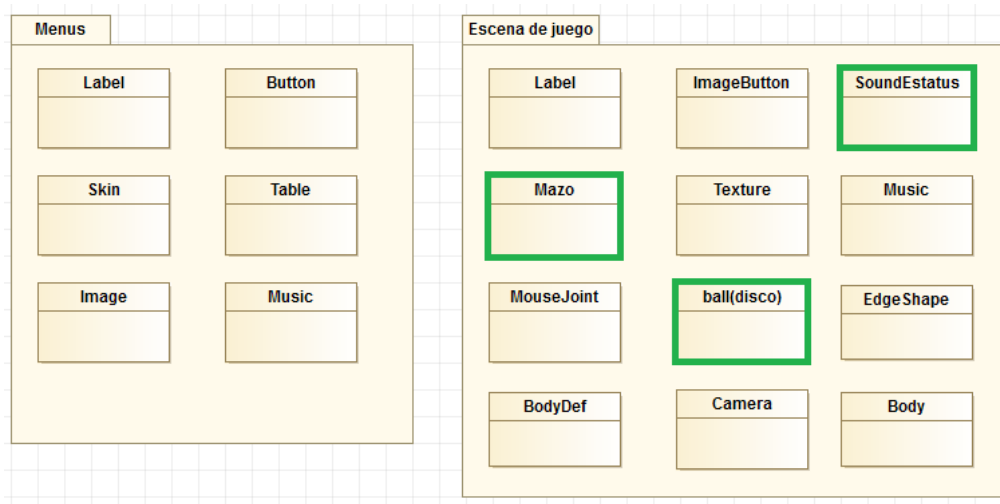 Menus
Label
Button
Skin
Table
Image
Music
Escena de juego
Label
ImageButton
SoundEstatus
Mazo
Texture
Music
MouseJoint
ball(disco)
EdgeShape
BodyDef
Camera
Body